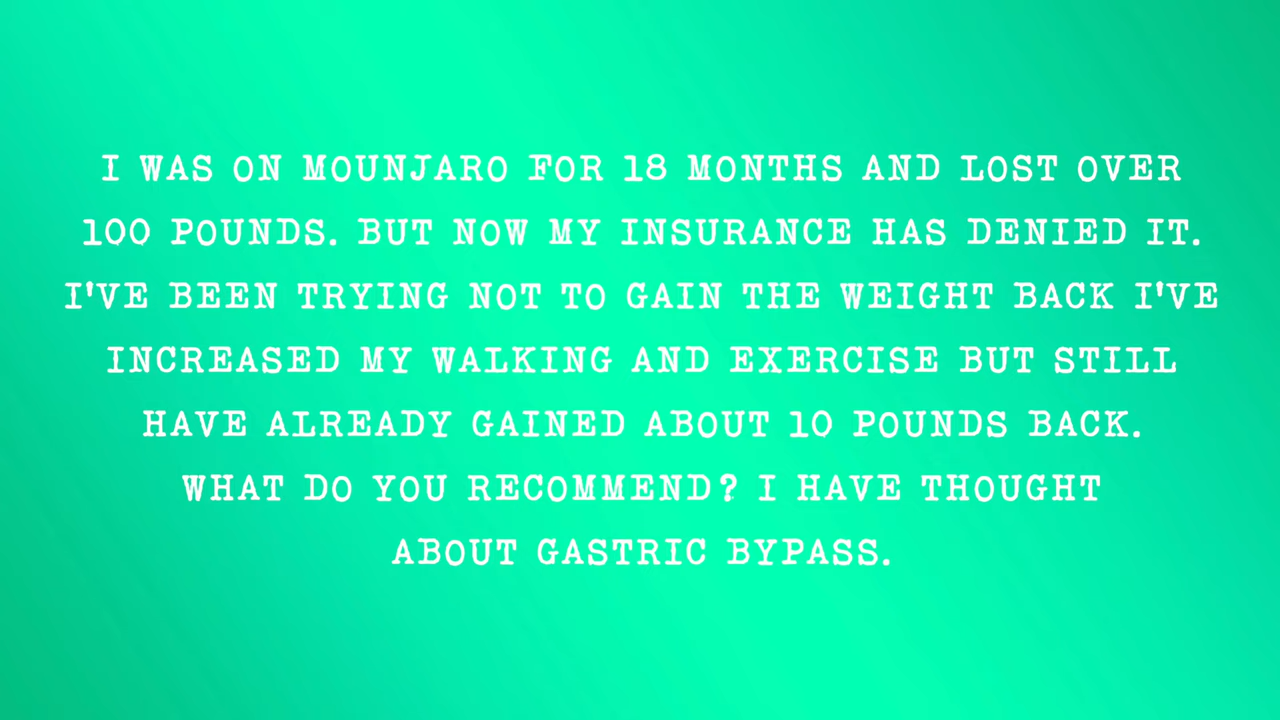 I WAS ON MOUNJARO FOR 18 MONTHS AND LOST OVER
100 POUNDS. BUT NOW MY INSURANCE HAS DENIED IT.
I'VE BEEN TRYING NOT TO GAIN THE WEIGHT BACK I'VE
INCREASED MY WALKING AND EXERCISE BUT STILL
HAVE ALREADY GAINED ABOUT 10 POUNDS BACK.
WHAT DO YOU RECOMMEND? I HAVE THOUGHT
ABOUT GASTRIC BYPASS.